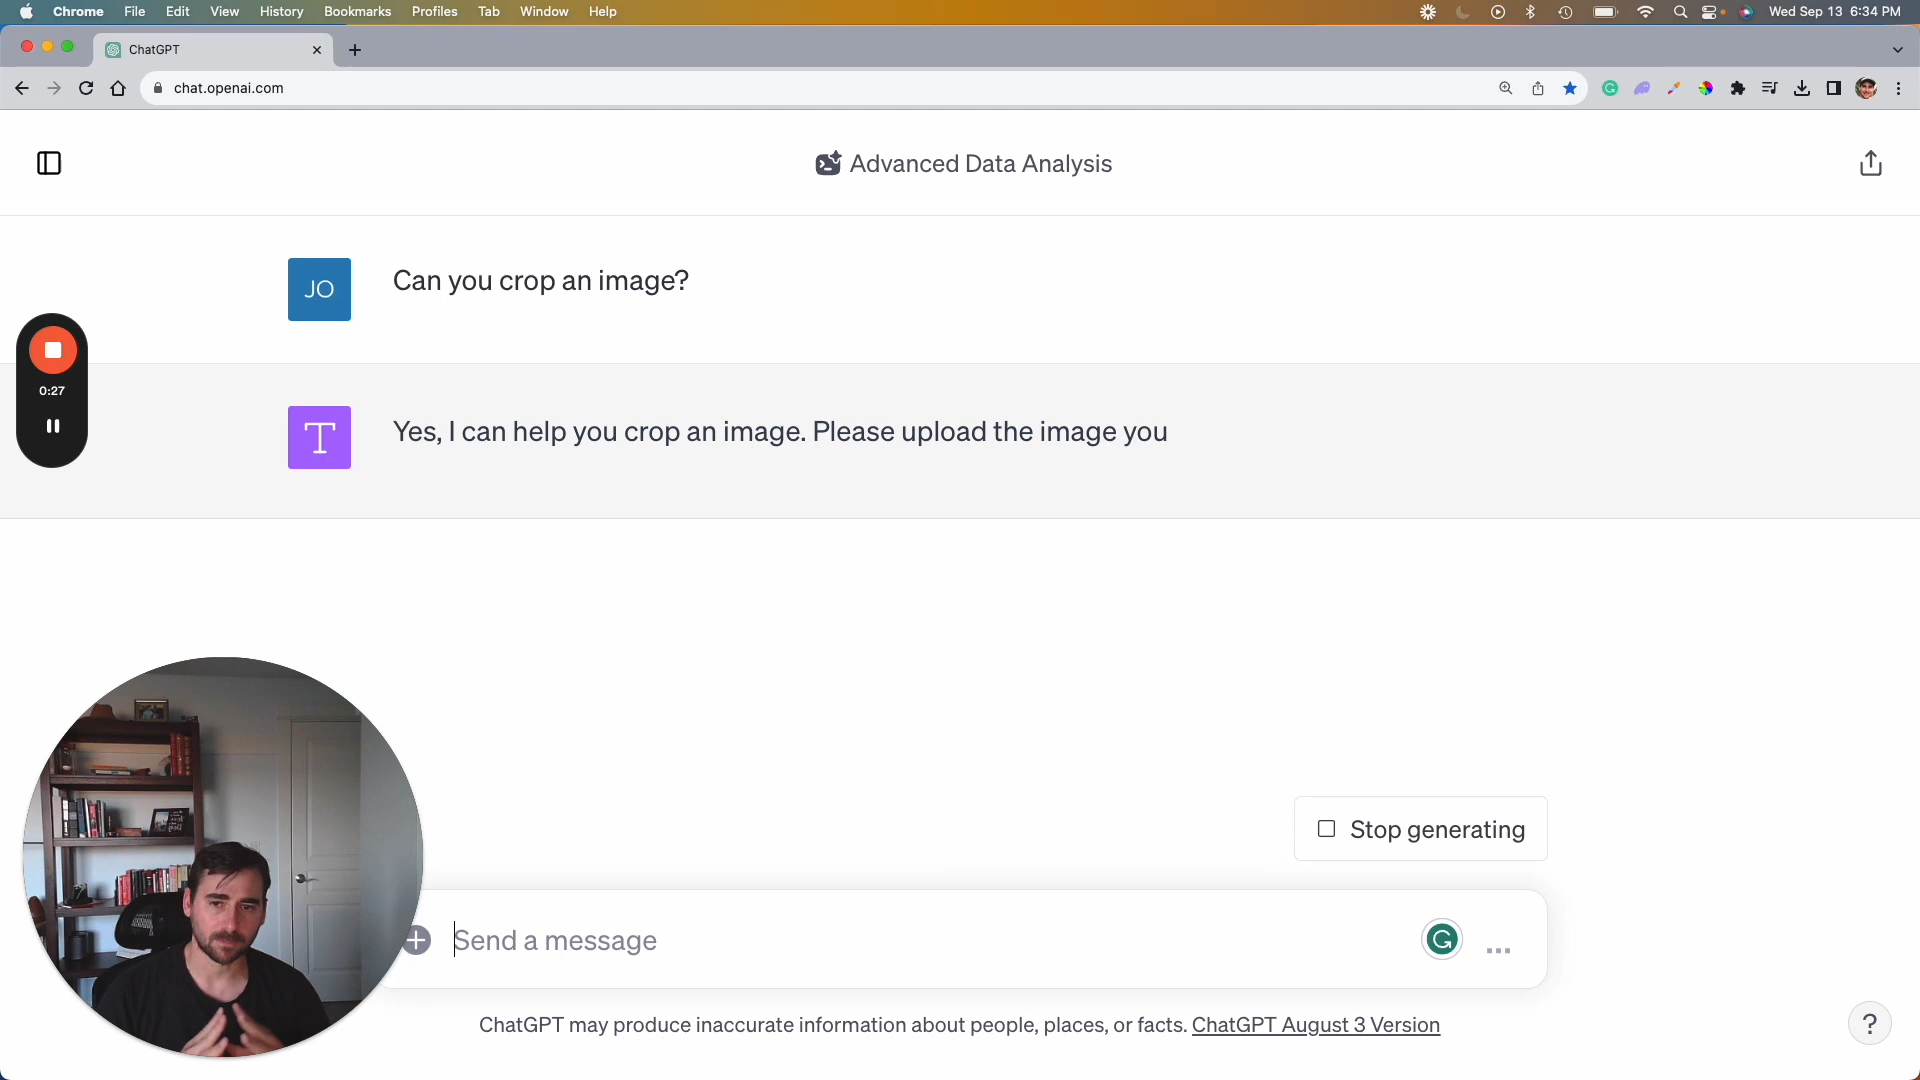 Chrome File Edit View History Bookmarks Profiles Tab Window Help Wed Sep 13 6:34 PM
ChatGPT
chat.openai.com
Advanced Data Analysis
JO Can you crop an image?
0:27
T Yes, I can help you crop an image. Please upload the image you
Stop generating
Send a message
ChatGPT may produce inaccurate information about people, places, or facts. ChatGPT August 3 Version
?